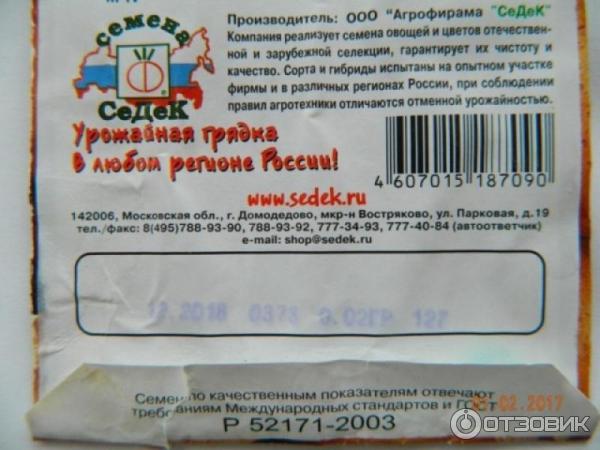 семена
СеДеК
Урожайная грядка
в любом регионе России!
Производитель: ООО "Агрофирама "СеДеК"
Компания реализует семена овощей и цветов отечествен-
ной и зарубежной селекции, гарантирует их чистоту и
качество. Сорта и гибриды испытаны на опытном участке
фирмы и в различных регионах России, при соблюдении
правил агротехники отличаются отменной урожайностью.
4 607015 187090
www.sedek.ru
142006, Московская обл., г. Домодедово, мкр-н Востряково, ул. Парковая, д.19
тел./факс: 8(495)788-93-90, 788-93-92, 777-34-93, 777-40-84 (автоответчик)
e-mail: shop@sedek.ru
12.2018 0373 0.02ГР 127
Семена по качественным показателям отвечают
требованиям Международных стандартов и ГОСТ
Р 52171-2003
02.2017
ОТЗОВИК